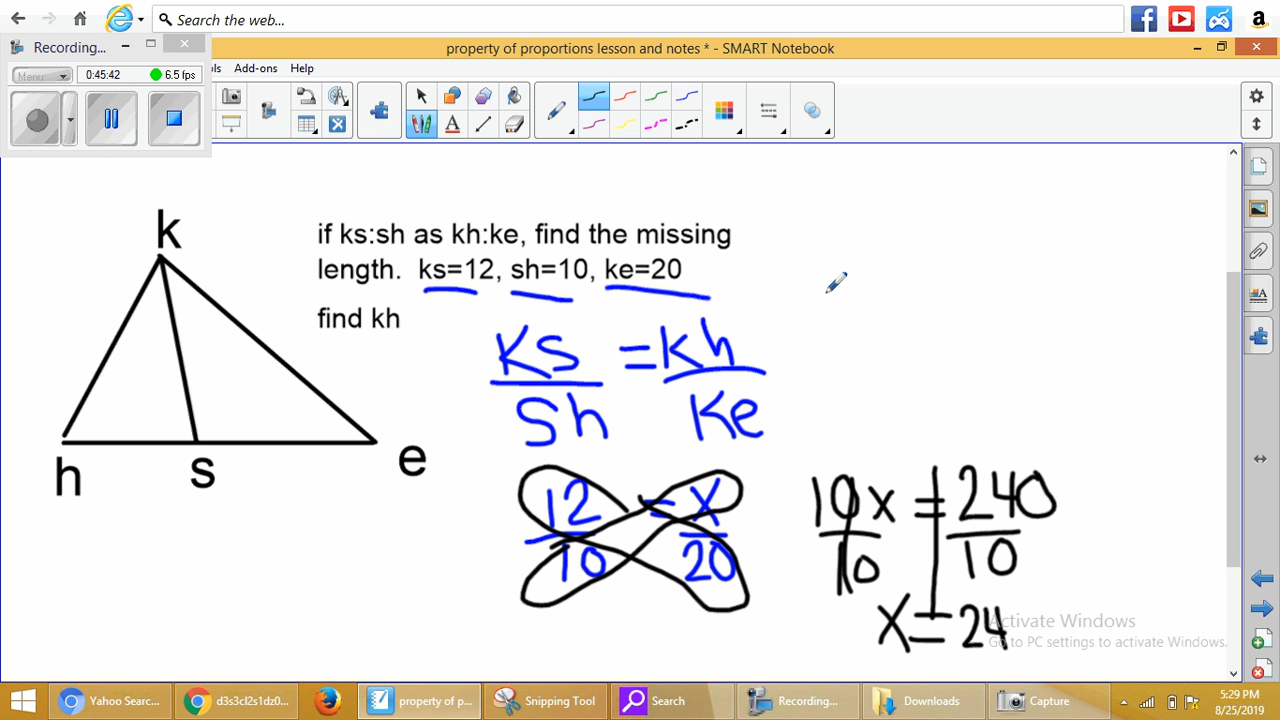 Search the web...
a
Recording...
property of proportions lesson and notes * - SMART Notebook
Menu
0:45:42
6.5 fps
ols
Add-ons
Help
A
k
h
s
e
if ks:sh as kh:ke, find the missing
length. ks=12, sh=10, ke=20
find kh
Ks = Kh
Sh Ke
12 = x
10 20
10x = 240
10 10
x = 24
Activate Windows
Go to PC settings to activate Windows.
Yahoo Searc...
d3s3cl2s1dz0...
property of p...
Snipping Tool
Search
Recording...
Downloads
Capture
5:29 PM
8/25/2019